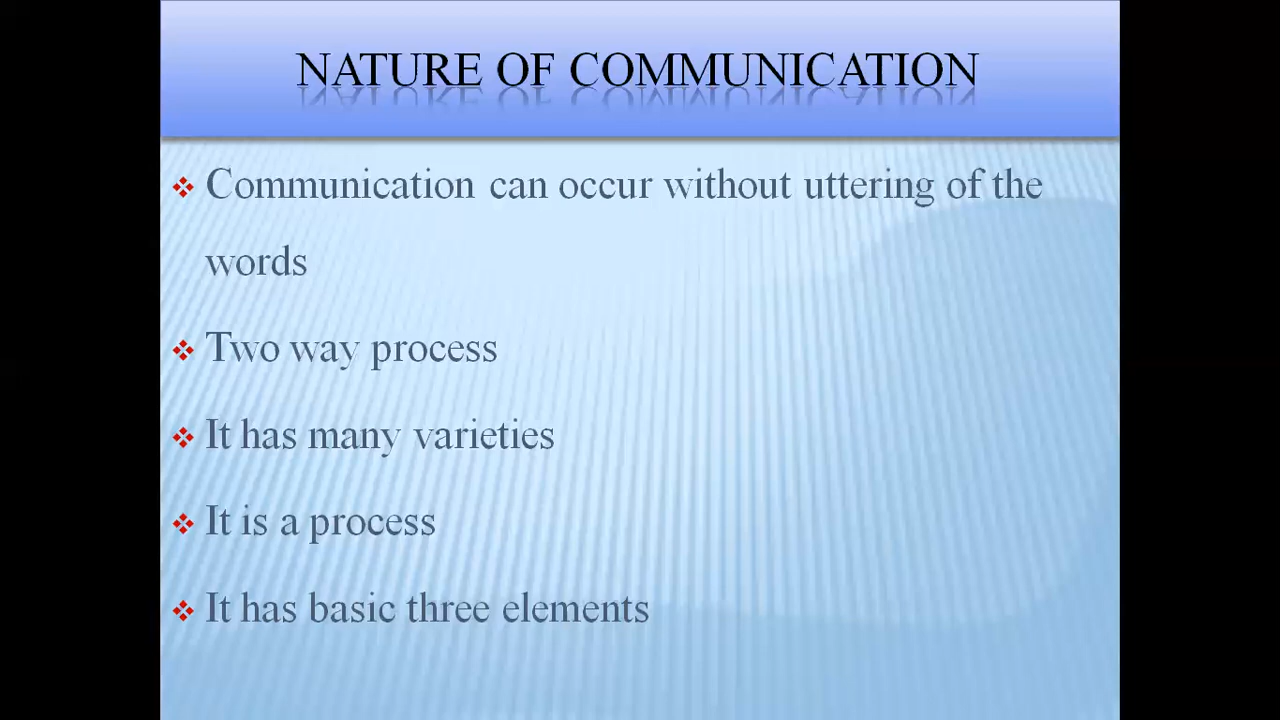 NATURE OF COMMUNICATION
Communication can occur without uttering of the
words
Two way process
It has many varieties
It is a process
It has basic three elements